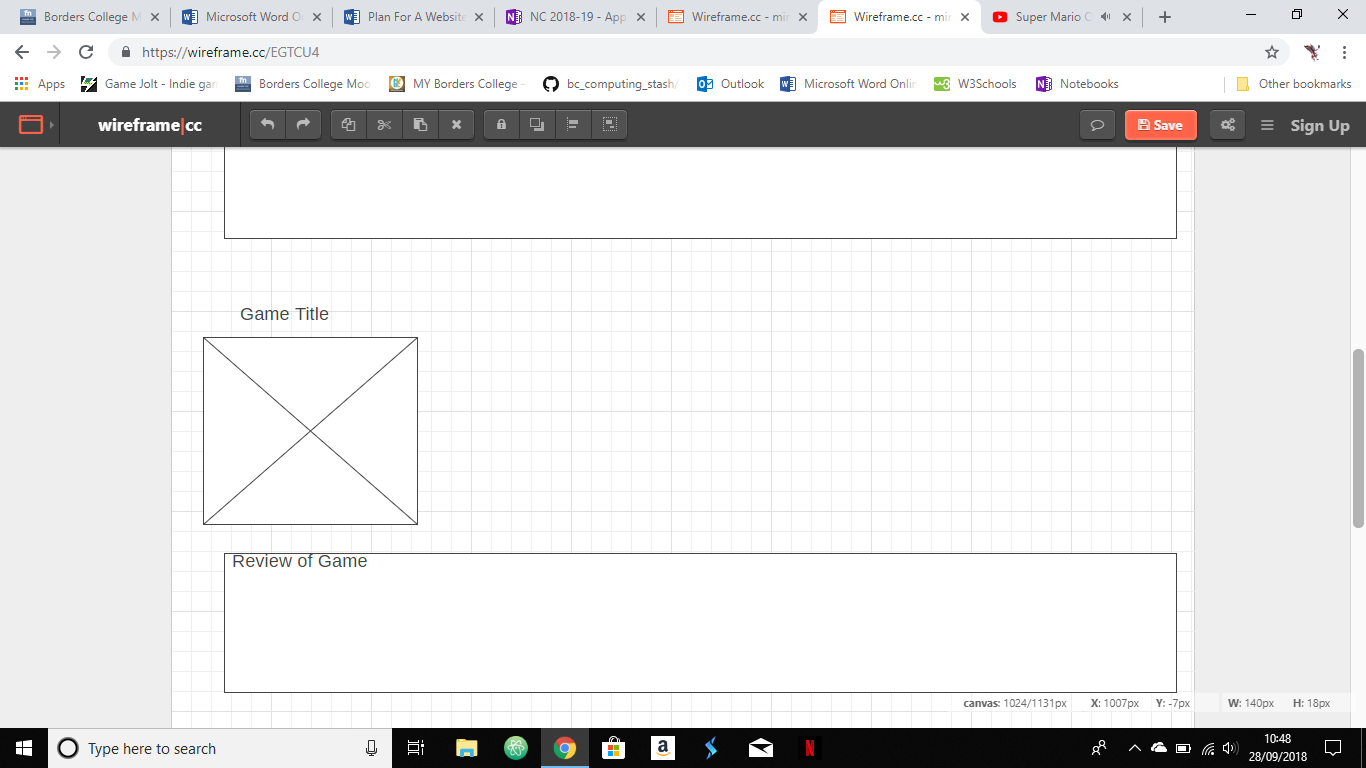 Borders College M
Microsoft Word O
Plan For A Website
NC 2018-19 - App
Wireframe.cc - mi
Wireframe.cc - mi
Super Mario
https://wireframe.cc/EGTCU4
Apps
Game Jolt - Indie gam
Borders College Moo
MY Borders College -
bc_computing_stash/
Outlook
Microsoft Word Onlin
W3Schools
Notebooks
Other bookmarks
wireframe|cc
Save
Sign Up
Game Title
Review of Game
canvas: 1024/1131px X: 1007px Y: -7px W: 140px H: 18px
Type here to search
10:48
28/09/2018